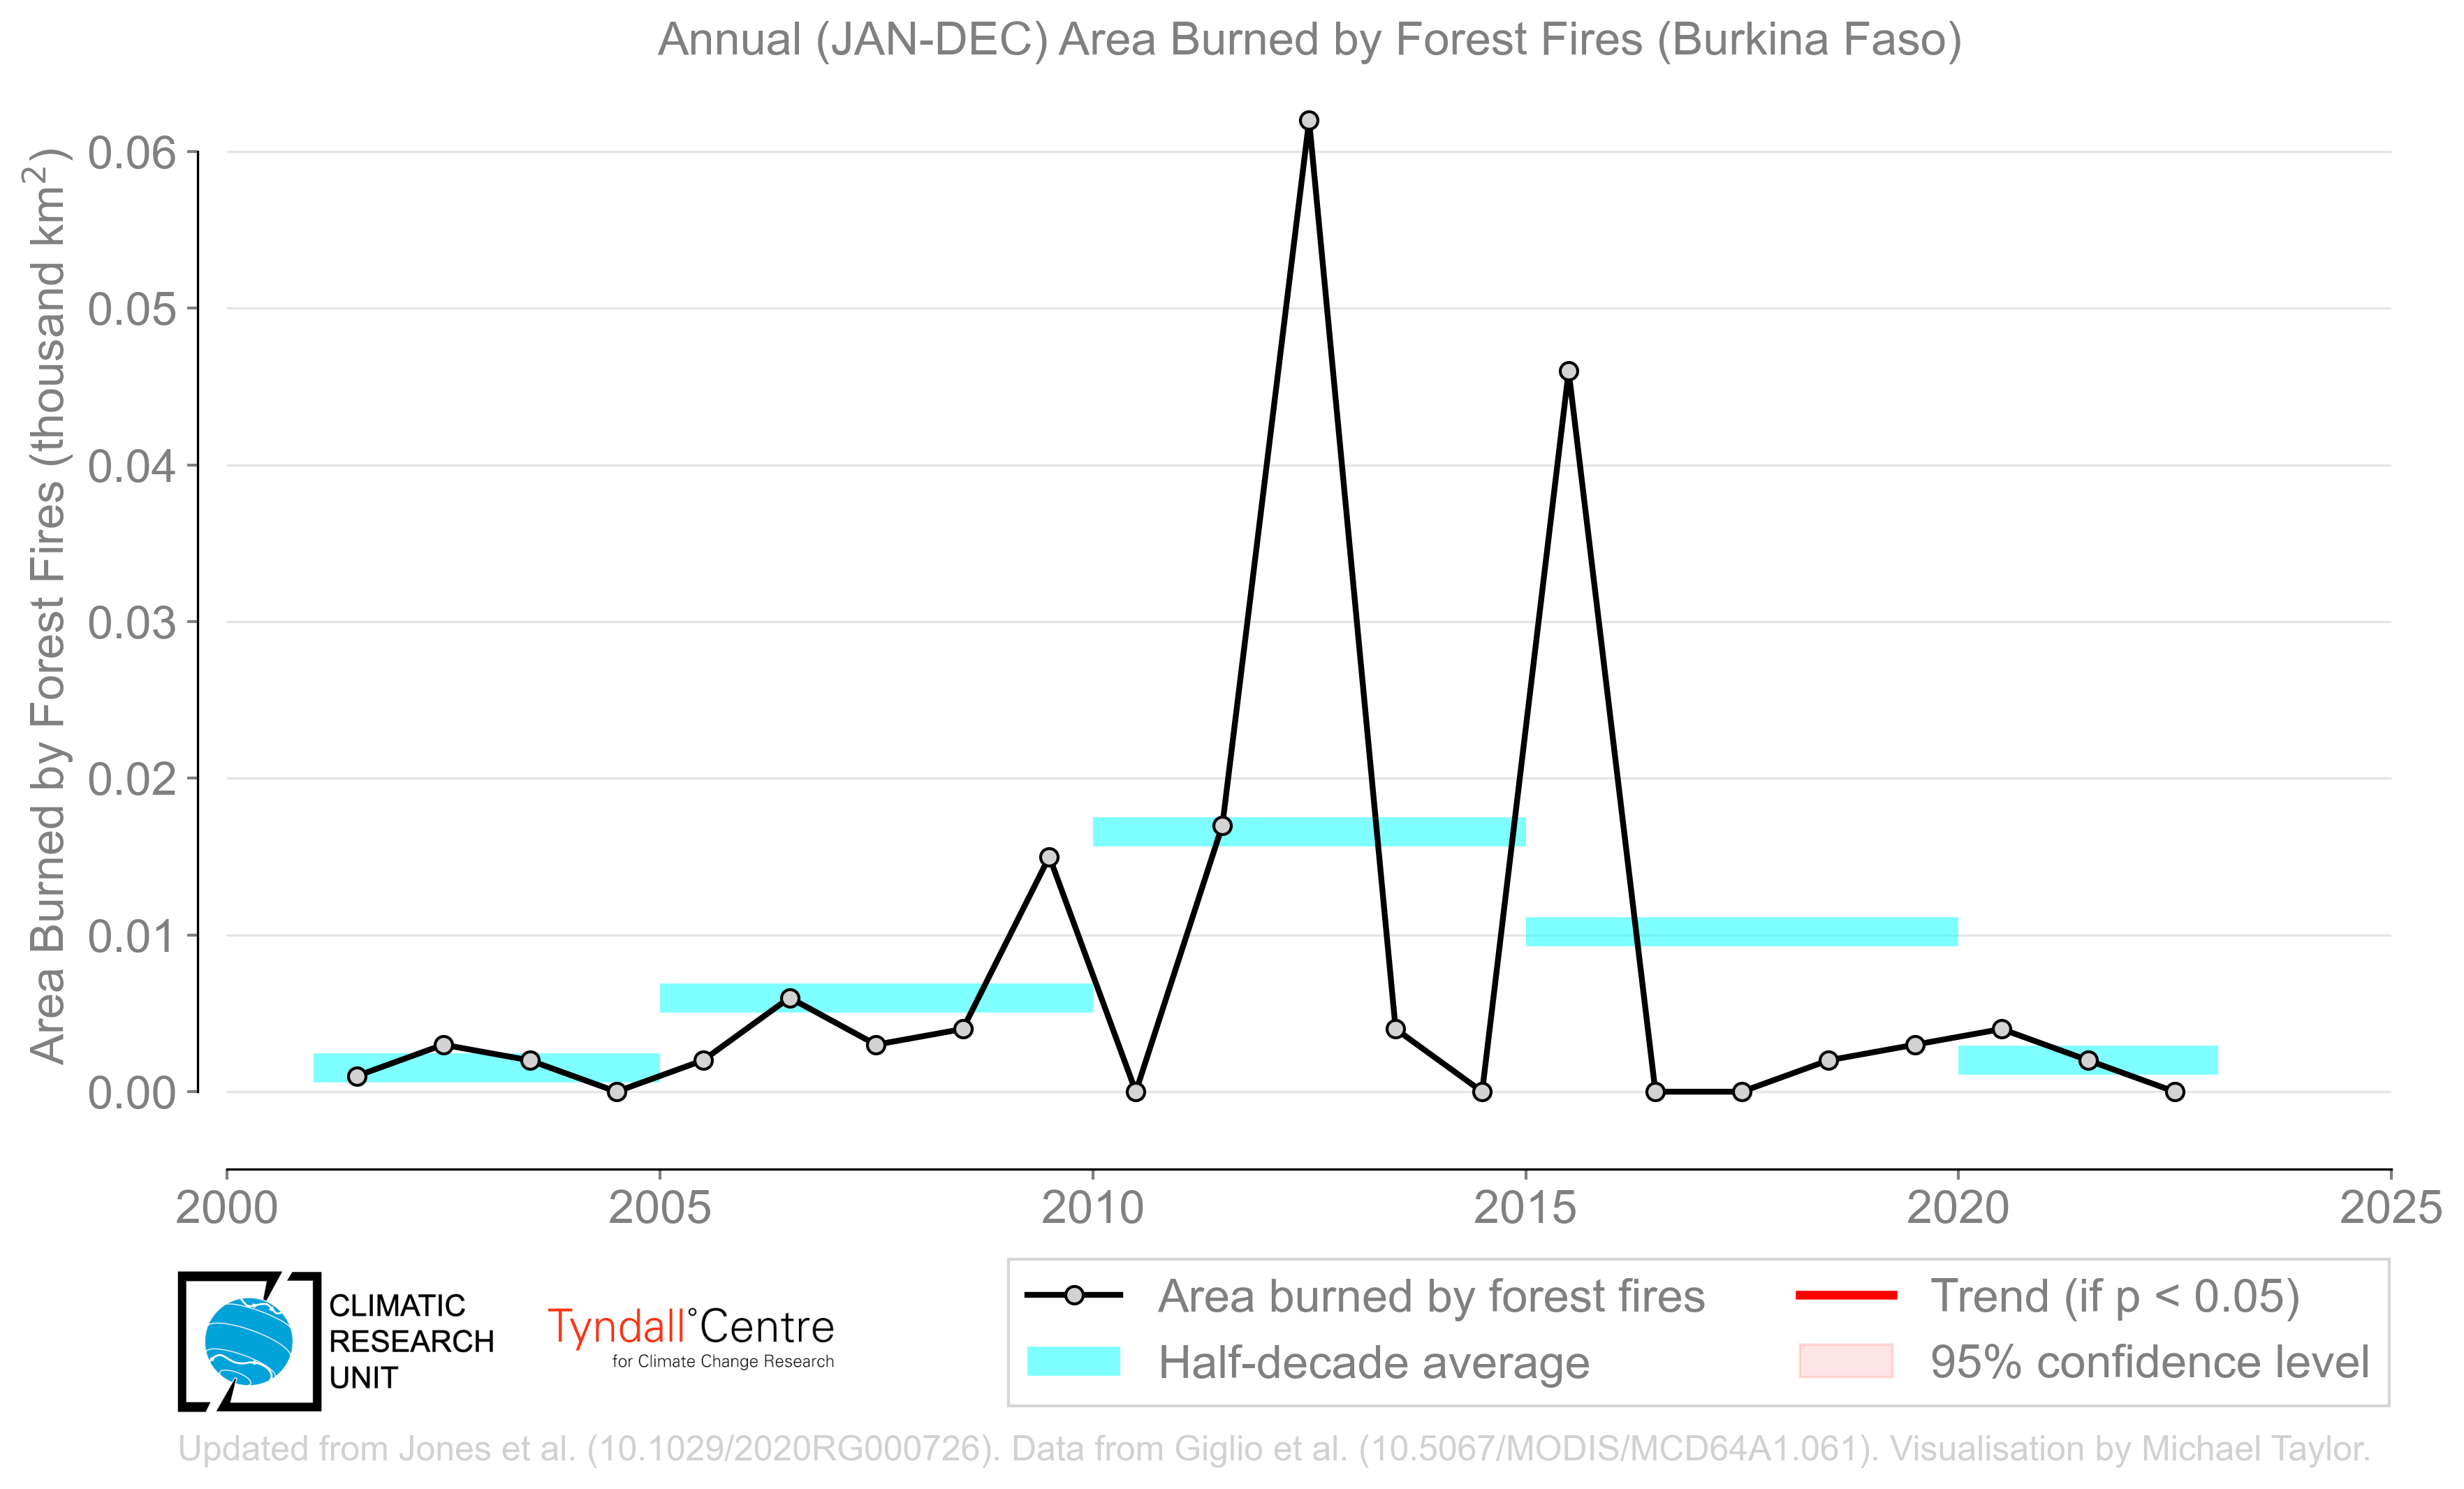 Annual (JAN-DEC) Area Burned by Forest Fires (Burkina Faso)
Area Burned by Forest Fires (thousand km²)
0.06
0.05
0.04
0.03
0.02
0.01
0.00
2000 2005 2010 2015 2020 2025
CLIMATIC
RESEARCH
UNIT
Tyndall°Centre
for Climate Change Research
Area burned by forest fires
Half-decade average
Trend (if p < 0.05)
95% confidence level
Updated from Jones et al. (10.1029/2020RG000726). Data from Giglio et al. (10.5067/MODIS/MCD64A1.061). Visualisation by Michael Taylor.